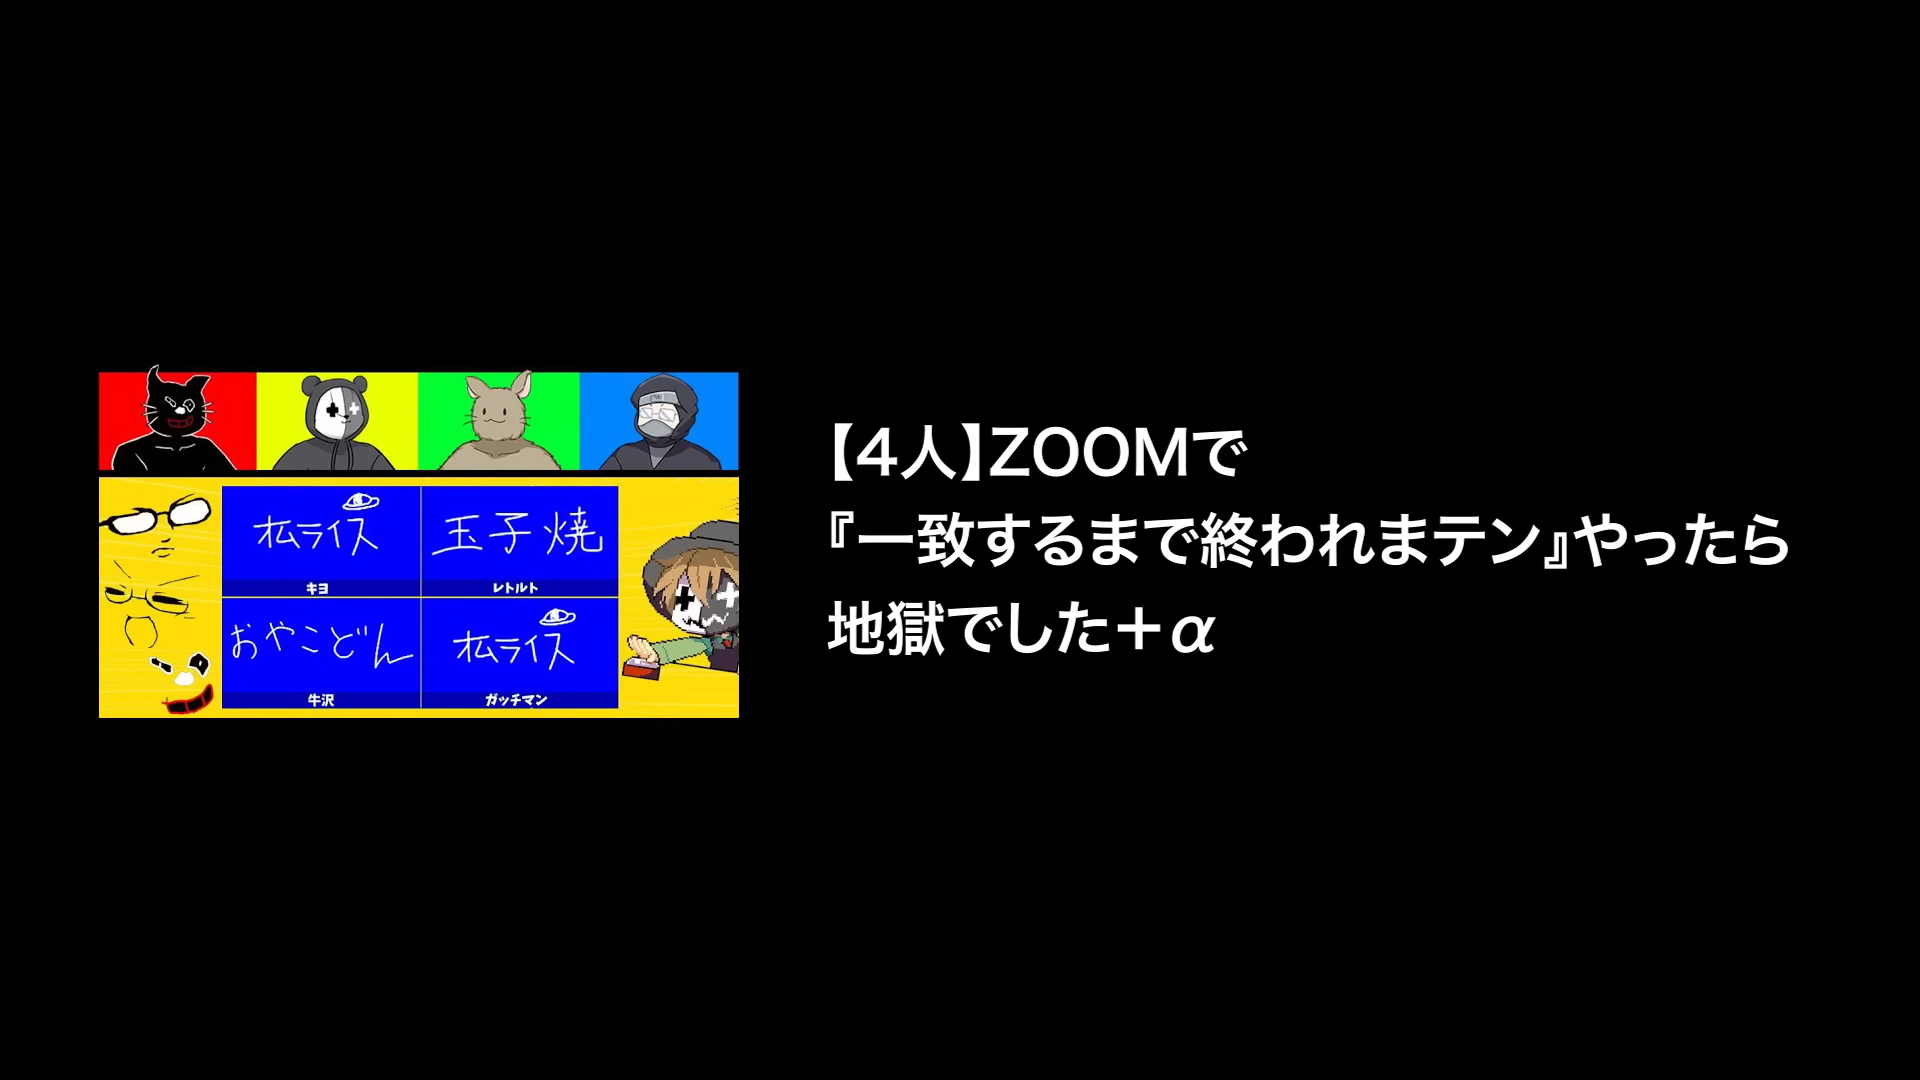 オムライス
玉子焼
キヨ
レトルト
おやこどん
オムライス
牛沢
ガッチマン
【4人】ZOOMで
『一致するまで終われまテン』やったら
地獄でした+α